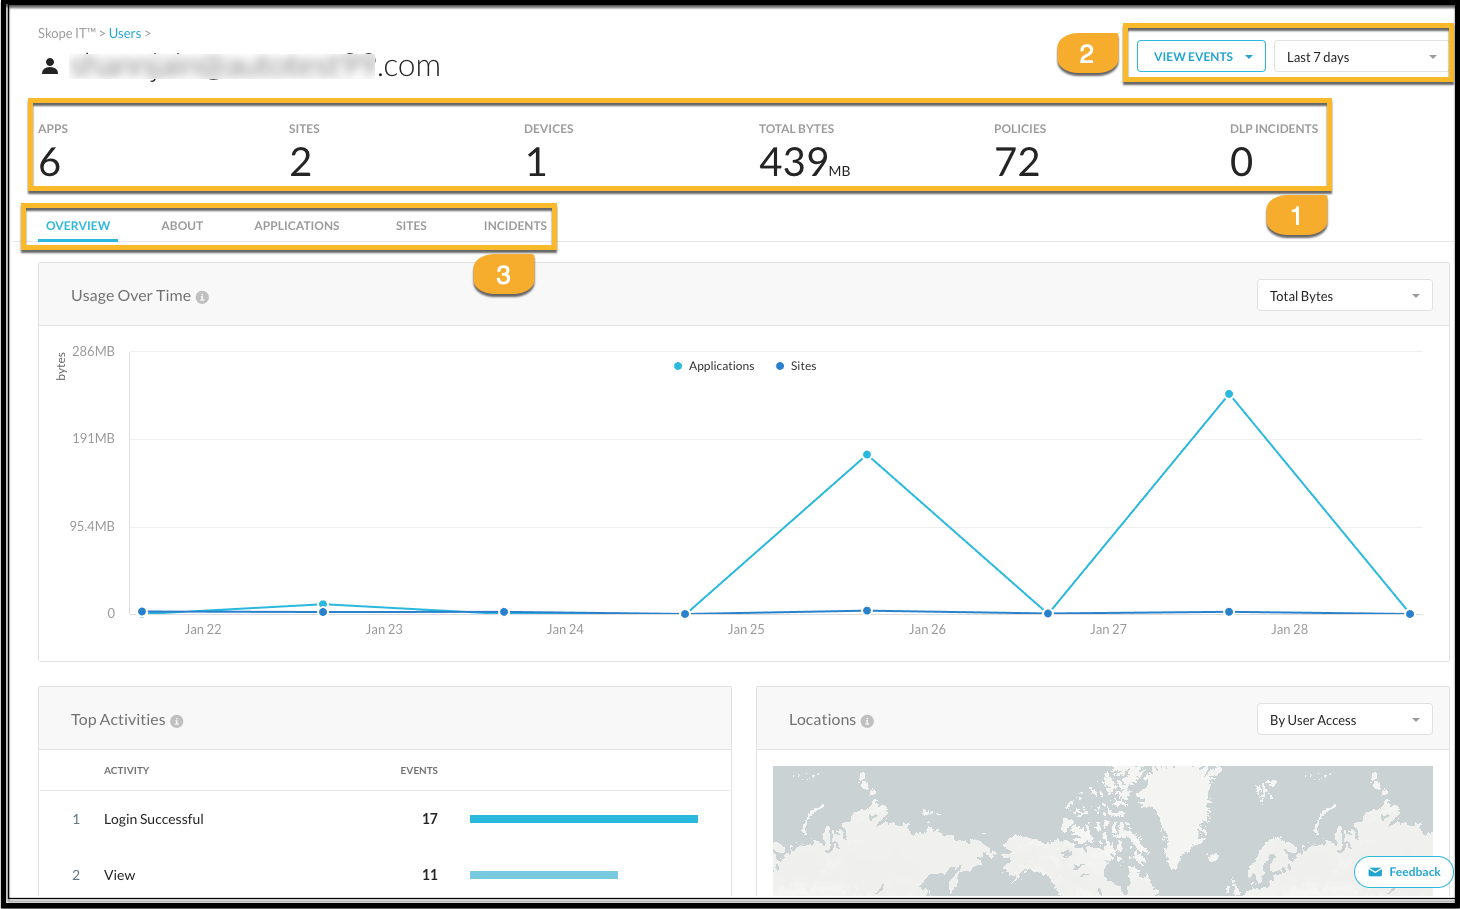 Skope IT™ > Users >
.com
2
VIEW EVENTS
Last 7 days
APPS
6
SITES
2
DEVICES
1
TOTAL BYTES
439MB
POLICIES
72
DLP INCIDENTS
0
1
OVERVIEW ABOUT APPLICATIONS SITES INCIDENTS
3
Usage Over Time
Total Bytes
bytes
286MB
191MB
95.4MB
0
Applications Sites
Jan 22 Jan 23 Jan 24 Jan 25 Jan 26 Jan 27 Jan 28
Top Activities
ACTIVITY EVENTS
1 Login Successful 17
2 View 11
Locations
By User Access
Feedback